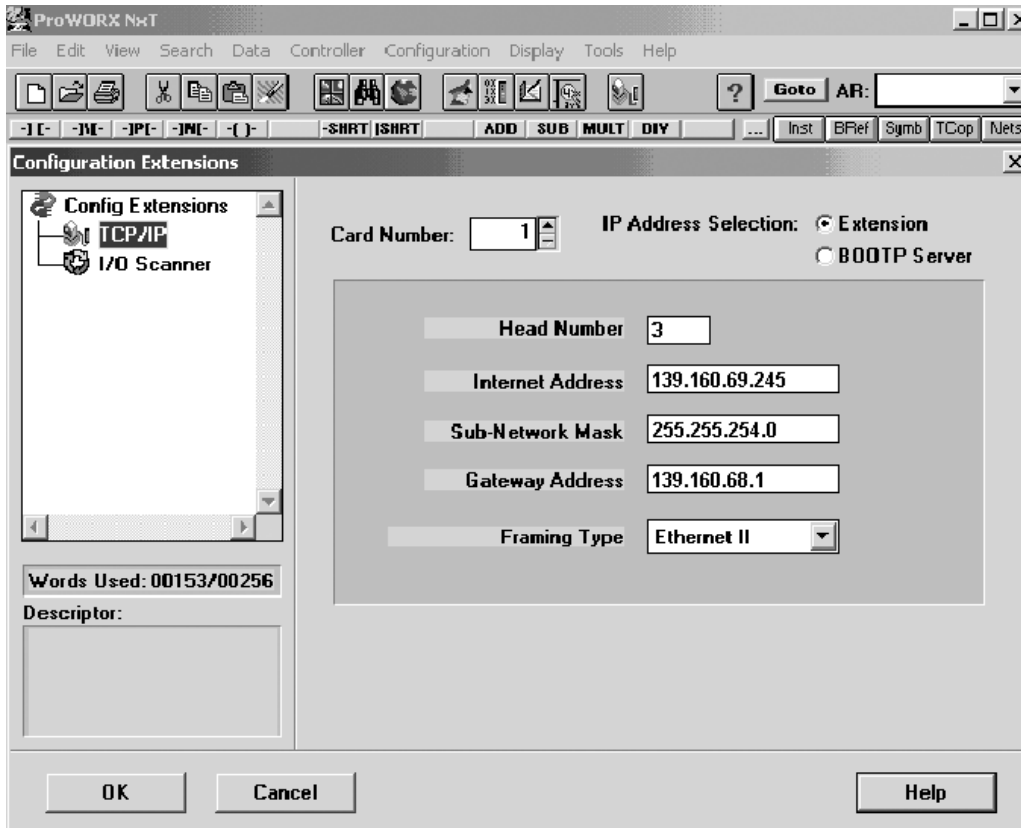 ProWORX NxT
File Edit View Search Data Controller Configuration Display Tools Help
? Goto AR:
-] [- -]\[- -]P[- -]N[- -( )- -SHRT |SHRT ADD SUB MULT DIV ... Inst BRef Symb TCop Nets
Configuration Extensions
Config Extensions
TCP/IP
I/O Scanner
Words Used: 00153/00256
Descriptor:
Card Number: 1
IP Address Selection: Extension
BOOTP Server
Head Number 3
Internet Address 139.160.69.245
Sub-Network Mask 255.255.254.0
Gateway Address 139.160.68.1
Framing Type Ethernet II
OK Cancel Help